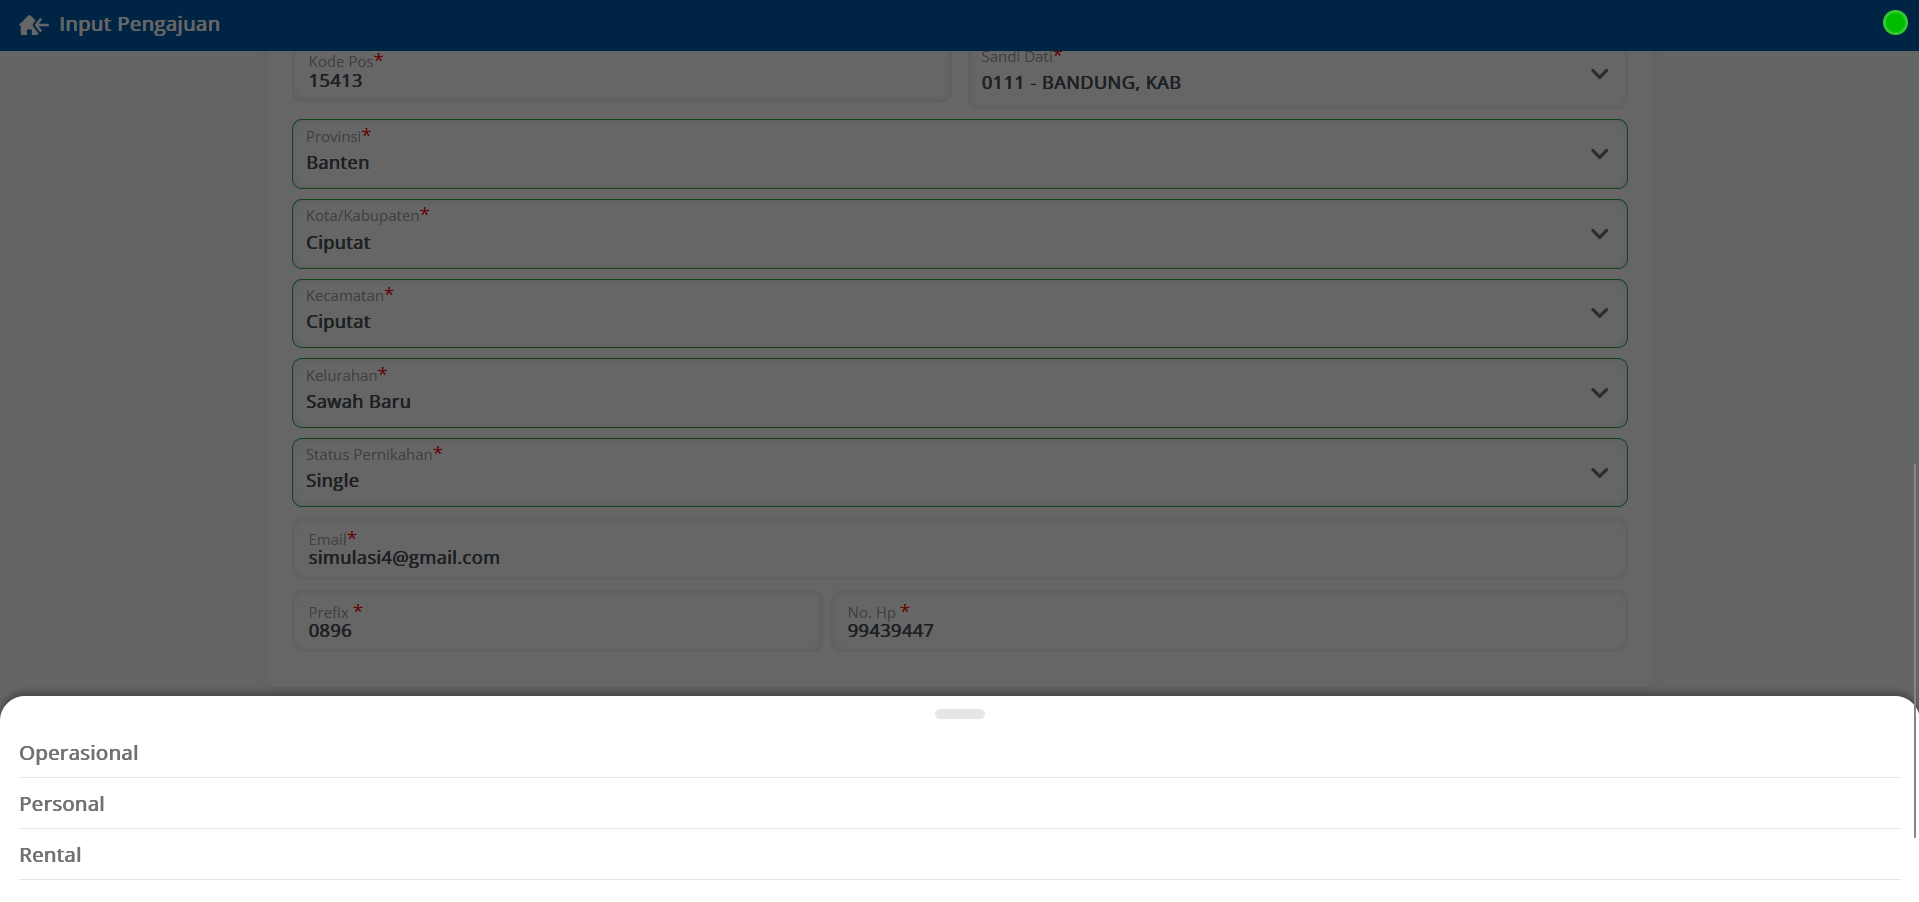 Input Pengajuan
Kode Pos*
15413
Sandi Dati*
0111 - BANDUNG, KAB
Provinsi*
Banten
Kota/Kabupaten*
Ciputat
Kecamatan*
Ciputat
Kelurahan*
Sawah Baru
Status Pernikahan*
Single
Email*
simulasi4@gmail.com
Prefix *
0896
No. Hp *
99439447
Operasional
Personal
Rental